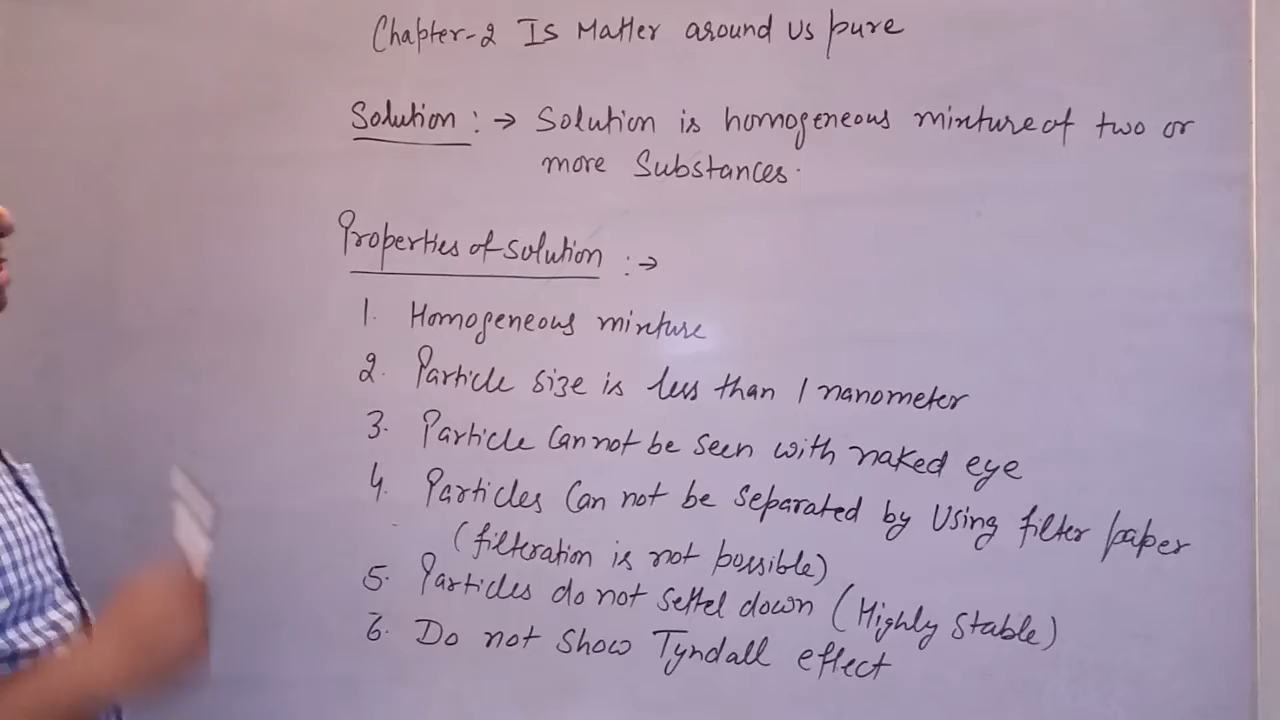 Chapter-2 Is Matter around us pure
Solution :→ Solution is homogeneous mixture of two or
more Substances.
Properties of solution :→
1. Homogeneous mixture
2. Particle size is less than 1 nanometer
3. Particle Cannot be seen with naked eye
4. Particles Can not be separated by Using filter paper
(filteration is not possible)
5. Particles do not settel down (Highly stable)
6. Do not show Tyndall effect